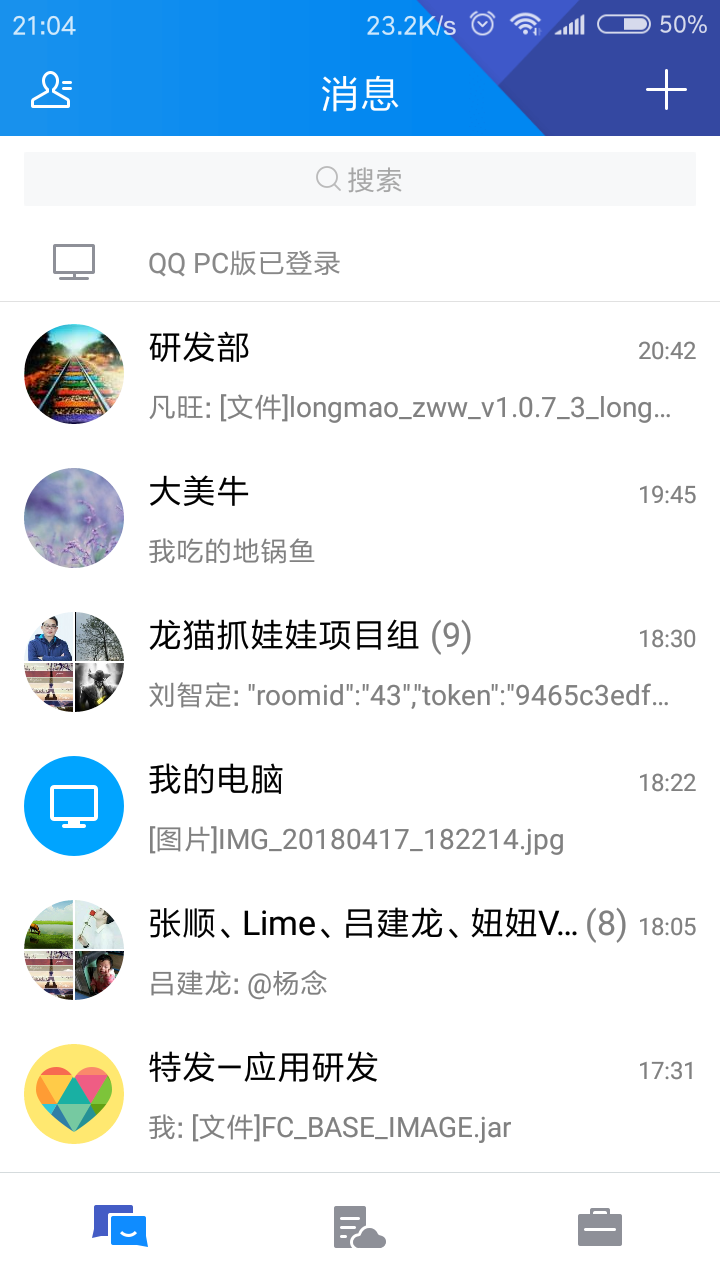 21:04 23.2K/s 50%
消息
搜索
QQ PC版已登录
研发部 20:42
凡旺: [文件]longmao_zww_v1.0.7_3_long...
大美牛 19:45
我吃的地锅鱼
龙猫抓娃娃项目组 (9) 18:30
刘智定: "roomid":"43","token":"9465c3edf...
我的电脑 18:22
[图片]IMG_20180417_182214.jpg
张顺、Lime、吕建龙、妞妞V... (8) 18:05
吕建龙: @杨念
特发—应用研发 17:31
我: [文件]FC_BASE_IMAGE.jar